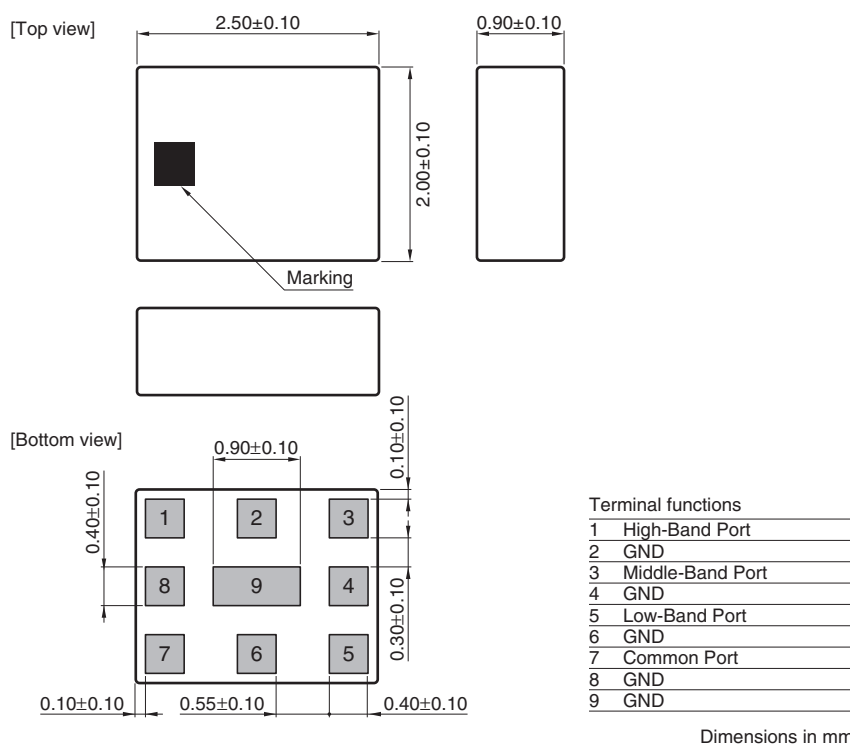 [Top view]
2.50±0.10
0.90±0.10
2.00±0.10
Marking
[Bottom view]
0.90±0.10
0.10±0.10
0.40±0.10
1 2 3
8 9 4
7 6 5
0.30±0.10
0.10±0.10 0.55±0.10 0.40±0.10
Terminal functions
1 High-Band Port
2 GND
3 Middle-Band Port
4 GND
5 Low-Band Port
6 GND
7 Common Port
8 GND
9 GND
Dimensions in mm